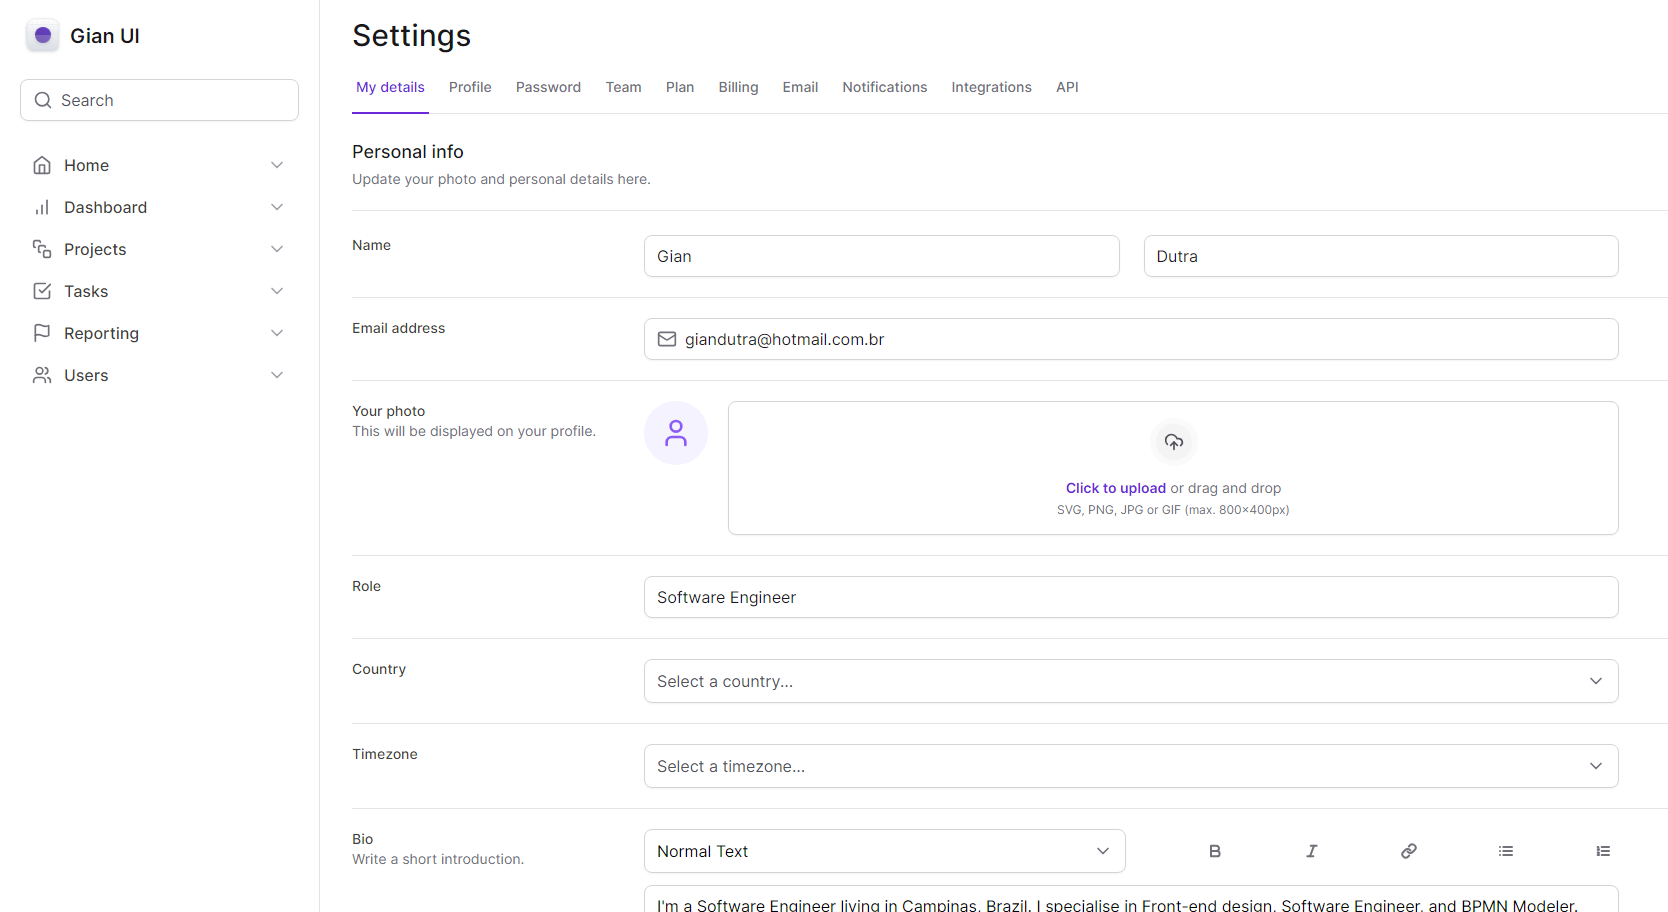 Gian UI
Search
Home
Dashboard
Projects
Tasks
Reporting
Users
Settings
My details Profile Password Team Plan Billing Email Notifications Integrations API
Personal info
Update your photo and personal details here.
Name
Gian Dutra
Email address
giandutra@hotmail.com.br
Your photo
This will be displayed on your profile.
Click to upload or drag and drop
SVG, PNG, JPG or GIF (max. 800×400px)
Role
Software Engineer
Country
Select a country...
Timezone
Select a timezone...
Bio
Write a short introduction.
Normal Text
I'm a Software Engineer living in Campinas, Brazil. I specialise in Front-end design, Software Engineer, and BPMN Modeler.